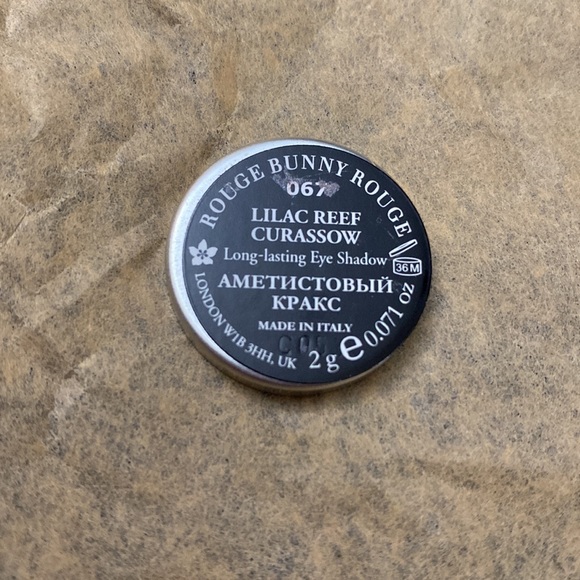 ROUGE BUNNY ROUGE
067
LILAC REEF
CURASSOW
Long-lasting Eye Shadow
36 M
АМЕТИСТОВЫЙ
КРАКС
MADE IN ITALY
LONDON W1B 3HH, UK
2 g e 0.071 oz